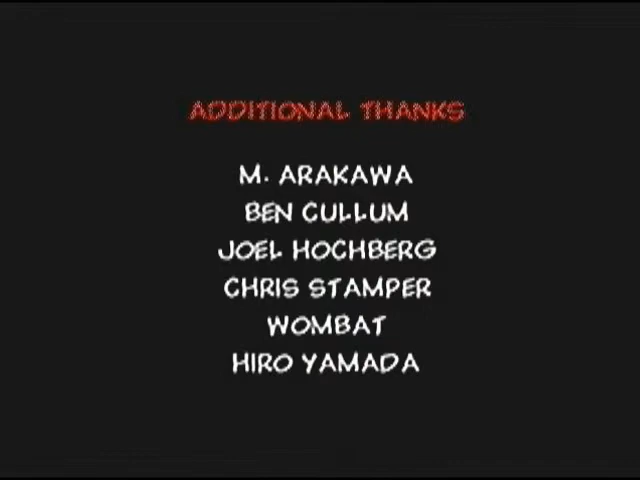 ADDITIONAL THANKS
M. ARAKAWA
BEN CULLUM
JOEL HOCHBERG
CHRIS STAMPER
WOMBAT
HIRO YAMADA